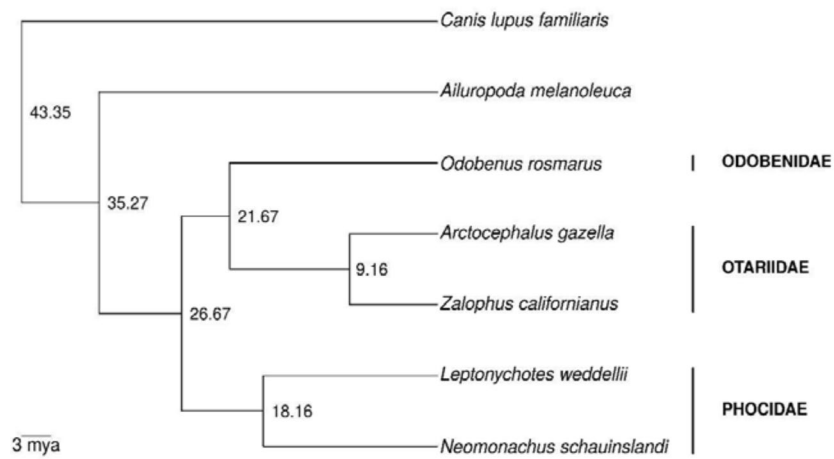 Canis lupus familiaris
43.35
Ailuropoda melanoleuca
35.27
Odobenus rosmarus
ODOBENIDAE
21.67
Arctocephalus gazella
9.16
OTARIIDAE
Zalophus californianus
26.67
Leptonychotes weddellii
18.16
PHOCIDAE
3 mya
Neomonachus schauinslandi